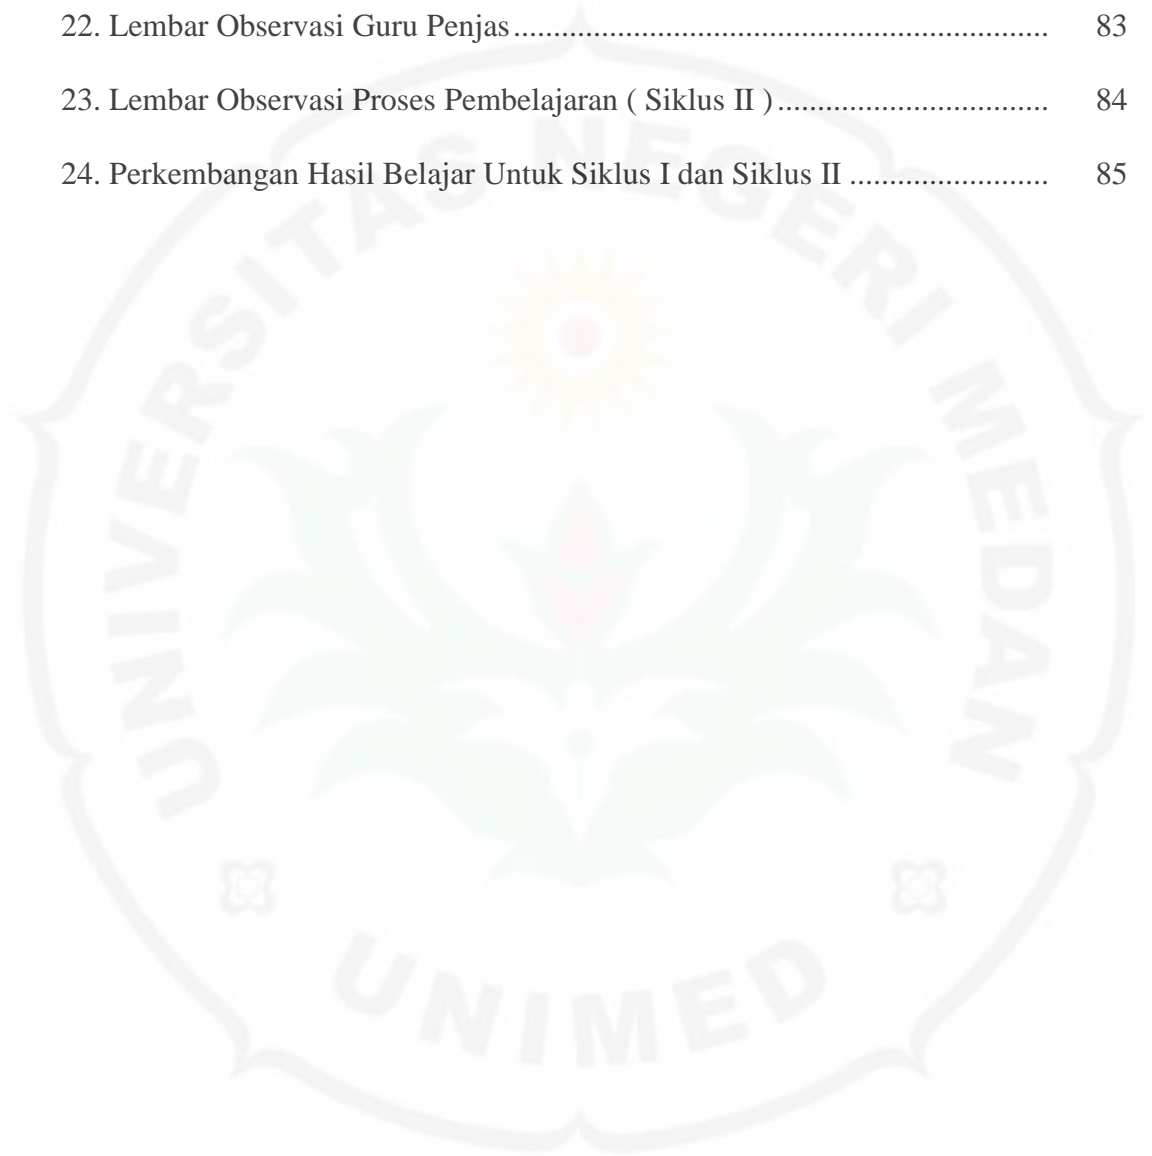 22. Lembar Observasi Guru Penjas.................................................................. 83
23. Lembar Observasi Proses Pembelajaran ( Siklus II )................................. 84
24. Perkembangan Hasil Belajar Untuk Siklus I dan Siklus II ......................... 85
UNIVERSITAS NEGERI MEDAN
UNIMED